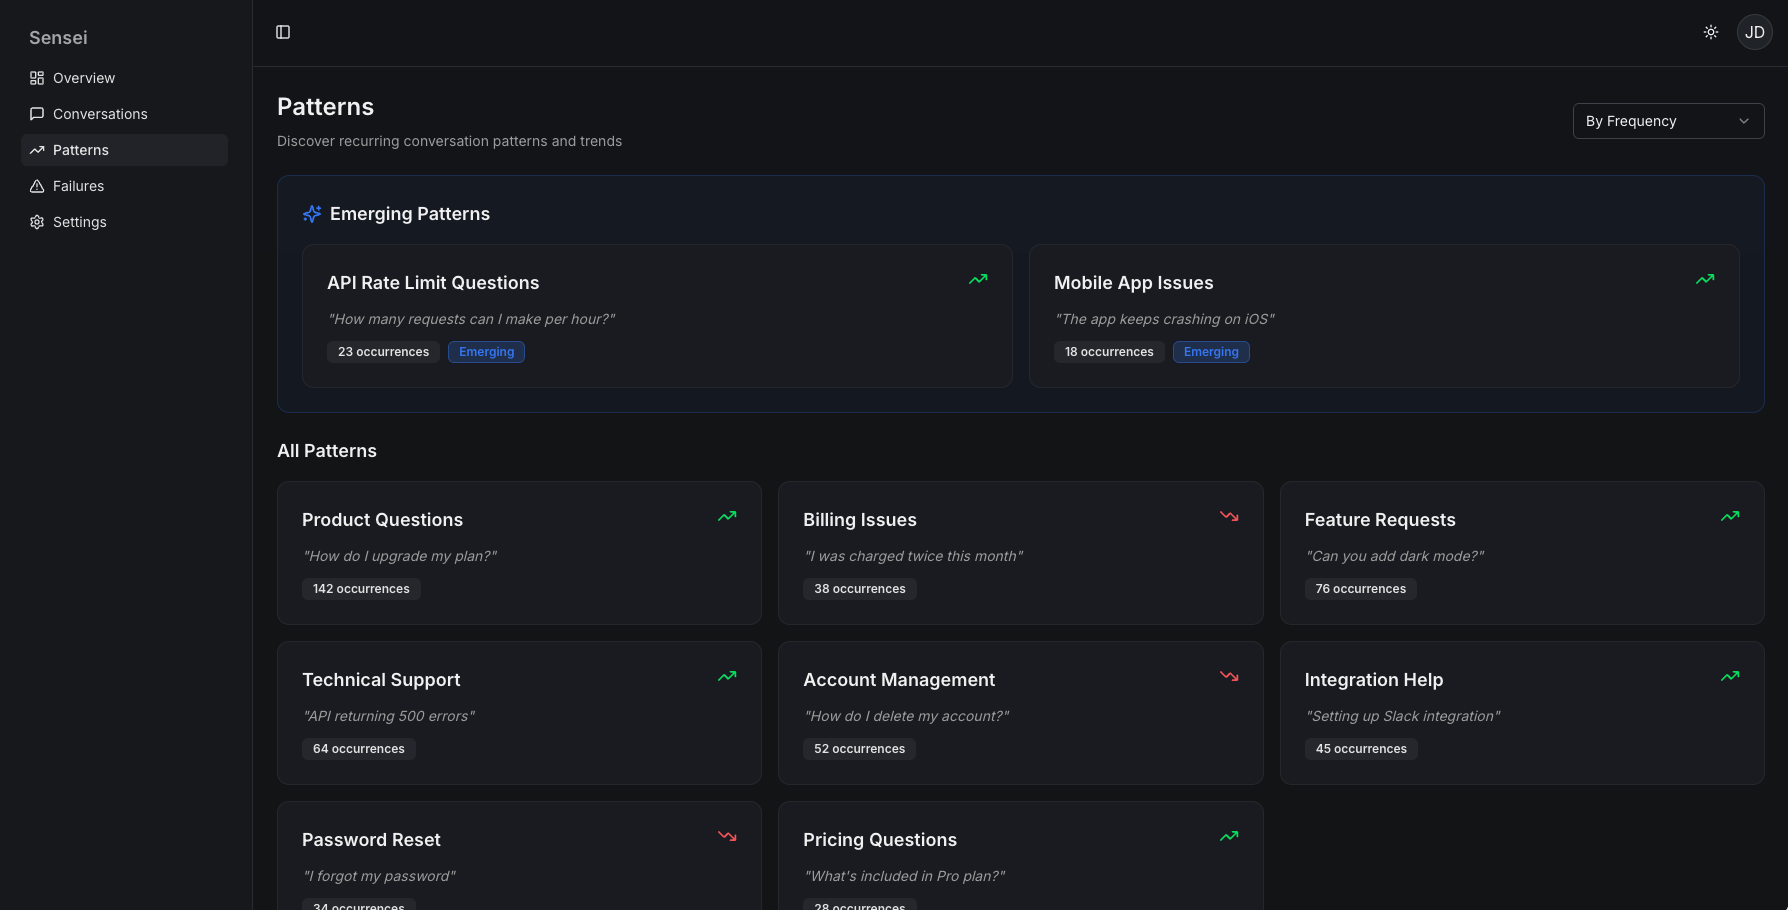 Sensei
Overview
Conversations
Patterns
Failures
Settings
JD
Patterns
Discover recurring conversation patterns and trends
By Frequency
Emerging Patterns
API Rate Limit Questions
"How many requests can I make per hour?"
23 occurrences
Emerging
Mobile App Issues
"The app keeps crashing on iOS"
18 occurrences
Emerging
All Patterns
Product Questions
"How do I upgrade my plan?"
142 occurrences
Billing Issues
"I was charged twice this month"
38 occurrences
Feature Requests
"Can you add dark mode?"
76 occurrences
Technical Support
"API returning 500 errors"
64 occurrences
Account Management
"How do I delete my account?"
52 occurrences
Integration Help
"Setting up Slack integration"
45 occurrences
Password Reset
"I forgot my password"
34 occurrences
Pricing Questions
"What's included in Pro plan?"
28 occurrences